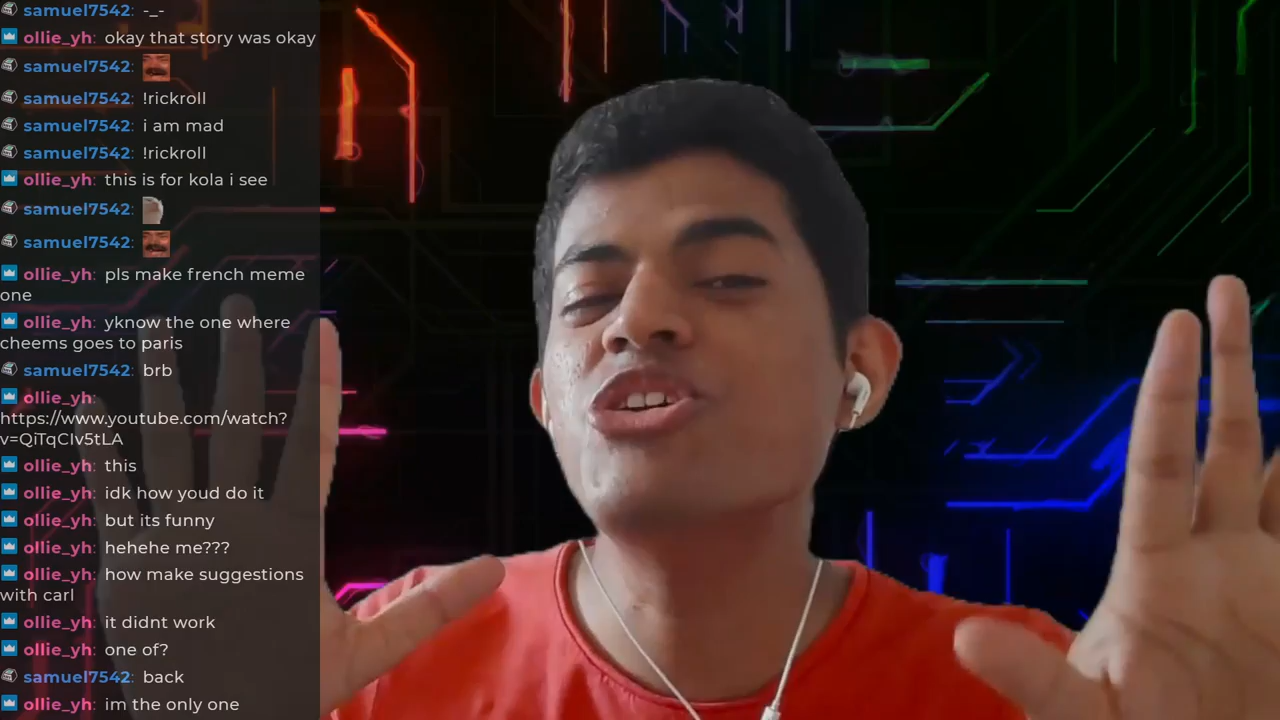 samuel7542: -_-
ollie_yh: okay that story was okay
samuel7542:
samuel7542: !rickroll
samuel7542: i am mad
samuel7542: !rickroll
ollie_yh: this is for kola i see
samuel7542:
samuel7542:
ollie_yh: pls make french meme
one
ollie_yh: yknow the one where
cheems goes to paris
samuel7542: brb
ollie_yh:
https://www.youtube.com/watch?
v=QiTqCIv5tLA
ollie_yh: this
ollie_yh: idk how youd do it
ollie_yh: but its funny
ollie_yh: hehehe me???
ollie_yh: how make suggestions
with carl
ollie_yh: it didnt work
ollie_yh: one of?
samuel7542: back
ollie_yh: im the only one